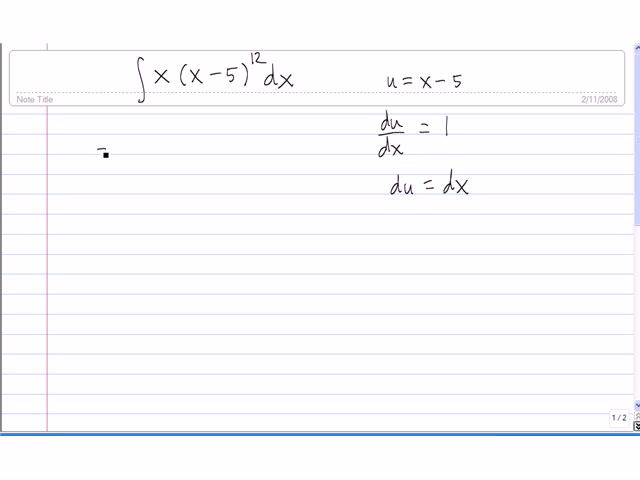 ∫ x (x − 5)^12 dx
u = x − 5
Note Title
2/11/2008
du/dx = 1
=
du = dx
1 / 2